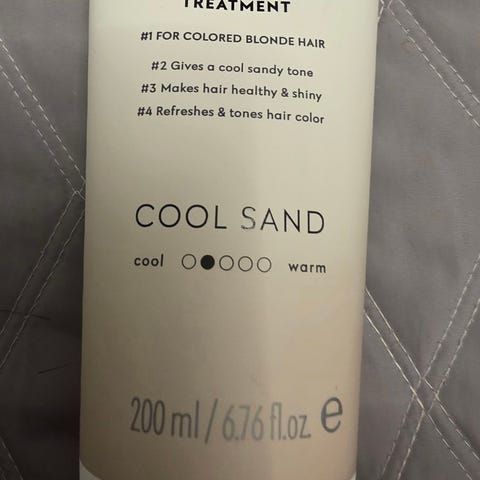 TREATMENT
#1 FOR COLORED BLONDE HAIR
#2 Gives a cool sandy tone
#3 Makes hair healthy & shiny
#4 Refreshes & tones hair color
COOL SAND
cool warm
200 ml / 6.76 fl.oz. e